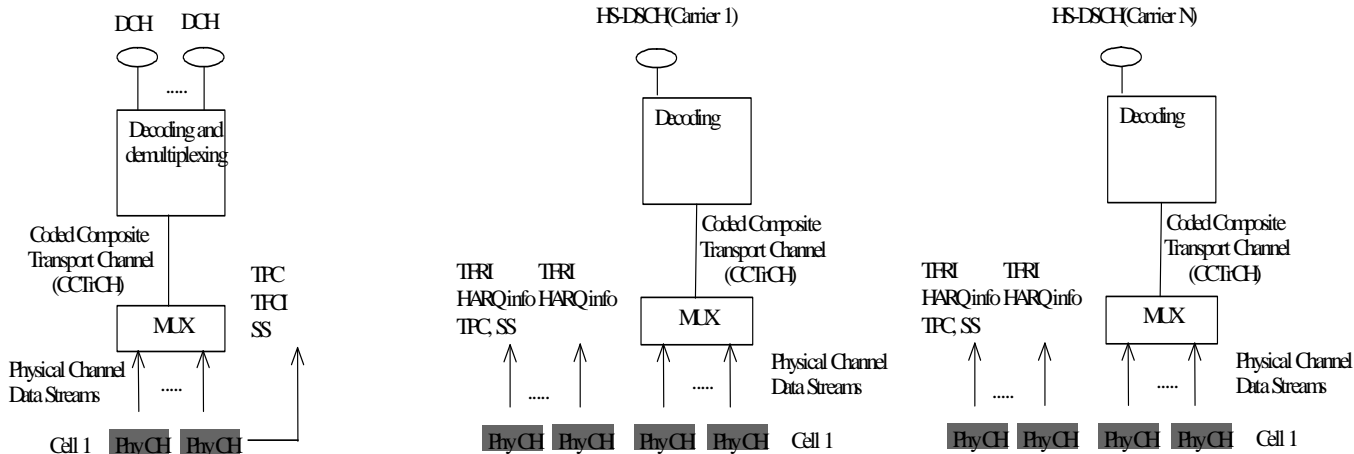 DCH DCH
.....
Decoding and
demultiplexing
Coded Composite
Transport Channel
(CCTrCH)
TPC
TFCI
SS
MUX
Physical Channel
Data Streams
.....
Cell 1 Phy CH Phy CH
HS-DSCH(Carrier 1)
Decoding
Coded Composite
Transport Channel
(CCTrCH)
TFRI TFRI
HARQ info HARQ info
TPC, SS
MUX
Physical Channel
Data Streams
.....
.....
Phy CH Phy CH Phy CH Phy CH Cell 1
HS-DSCH(Carrier N)
Decoding
Coded Composite
Transport Channel
(CCTrCH)
TFRI TFRI
HARQ info HARQ info
TPC, SS
MUX
Physical Channel
Data Streams
.....
.....
Phy CH Phy CH Phy CH Phy CH Cell 1